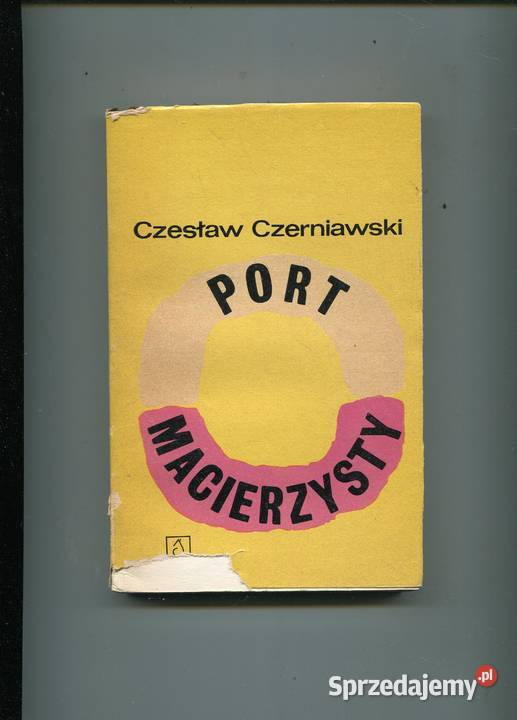 Czesław Czerniawski
PORT
MACIERZYSTY
Sprzedajemy.pl